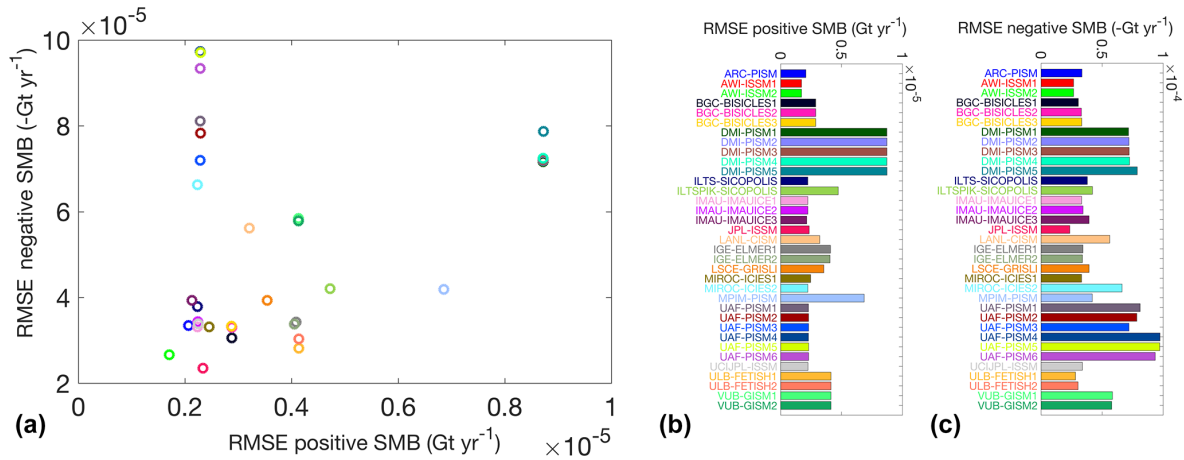 (a)
×10⁻⁵
10
8
6
4
2
RMSE negative SMB (-Gt yr⁻¹)
0
0.2
0.4
0.6
0.8
1
RMSE positive SMB (Gt yr⁻¹)
×10⁻⁵
(b)
RMSE positive SMB (Gt yr⁻¹)
0
0.5
1
×10⁻⁵
ARC-PISM
AWI-ISSM1
AWI-ISSM2
BGC-BISICLES1
BGC-BISICLES2
BGC-BISICLES3
DMI-PISM1
DMI-PISM2
DMI-PISM3
DMI-PISM4
DMI-PISM5
ILTS-SICOPOLIS
ILTSPIK-SICOPOLIS
IMAU-IMAUICE1
IMAU-IMAUICE2
IMAU-IMAUICE3
JPL-ISSM
LANL-CISM
IGE-ELMER1
IGE-ELMER2
LSCE-GRISLI
MIROC-ICIES1
MIROC-ICIES2
MPIM-PISM
UAF-PISM1
UAF-PISM2
UAF-PISM3
UAF-PISM4
UAF-PISM5
UAF-PISM6
UCIJPL-ISSM
ULB-FETISH1
ULB-FETISH2
VUB-GISM1
VUB-GISM2
(c)
RMSE negative SMB (-Gt yr⁻¹)
0
0.5
1
×10⁻⁴
ARC-PISM
AWI-ISSM1
AWI-ISSM2
BGC-BISICLES1
BGC-BISICLES2
BGC-BISICLES3
DMI-PISM1
DMI-PISM2
DMI-PISM3
DMI-PISM4
DMI-PISM5
ILTS-SICOPOLIS
ILTSPIK-SICOPOLIS
IMAU-IMAUICE1
IMAU-IMAUICE2
IMAU-IMAUICE3
JPL-ISSM
LANL-CISM
IGE-ELMER1
IGE-ELMER2
LSCE-GRISLI
MIROC-ICIES1
MIROC-ICIES2
MPIM-PISM
UAF-PISM1
UAF-PISM2
UAF-PISM3
UAF-PISM4
UAF-PISM5
UAF-PISM6
UCIJPL-ISSM
ULB-FETISH1
ULB-FETISH2
VUB-GISM1
VUB-GISM2